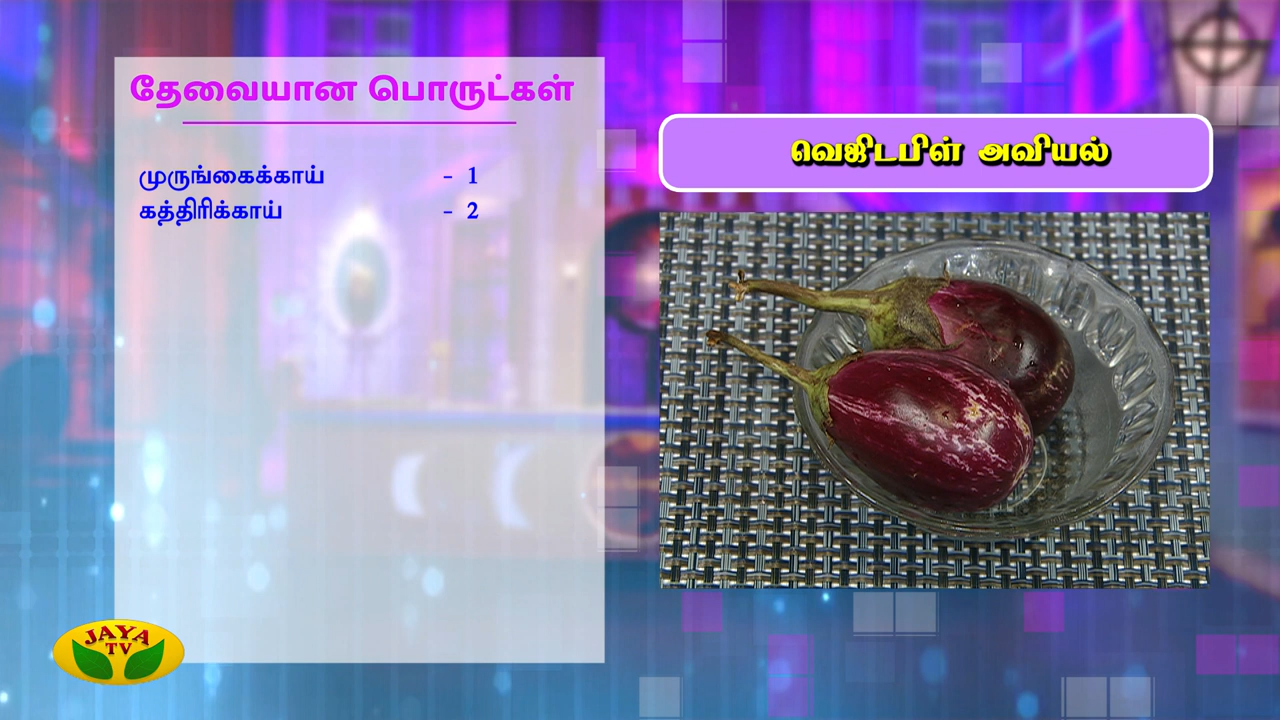 தேவையான பொருட்கள்
முருங்கைக்காய் - 1
கத்திரிக்காய் - 2
வெஜிடபிள் அவியல்
JAYA
TV